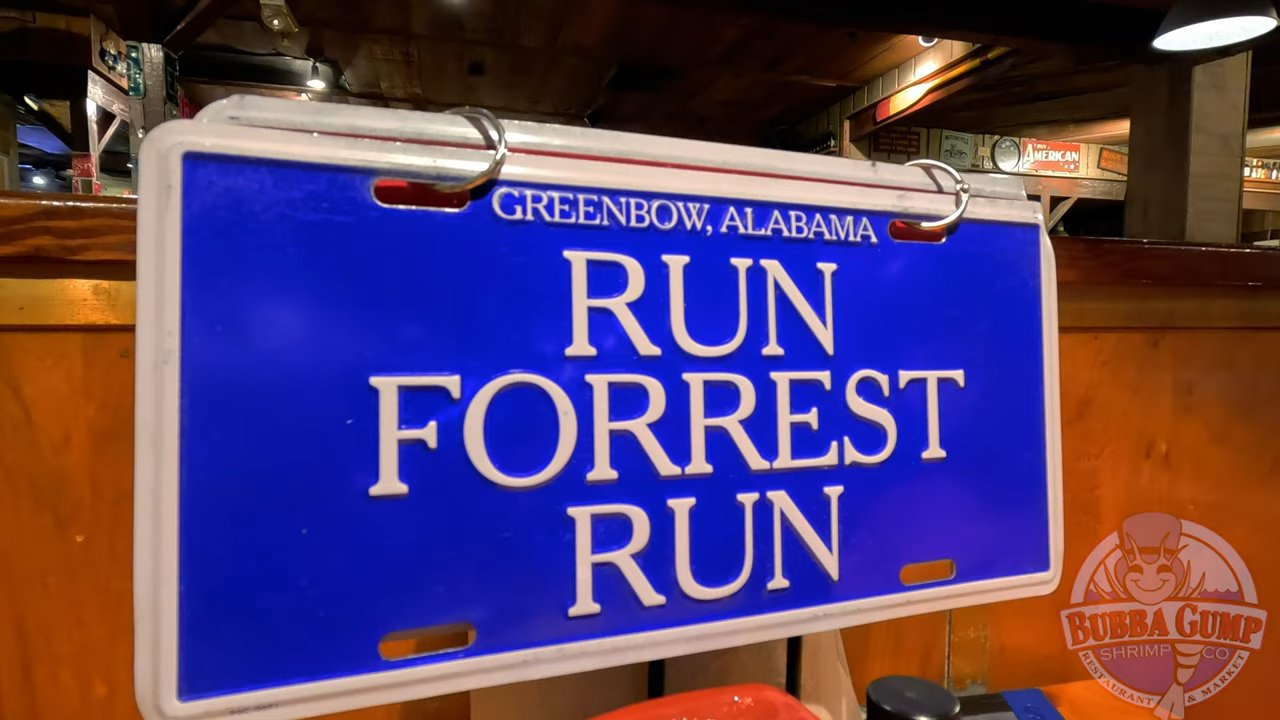 GREENBOW, ALABAMA
RUN
FORREST
RUN
AMERICAN
BUBBA GUMP
SHRIMP CO
RESTAURANT & MARKET